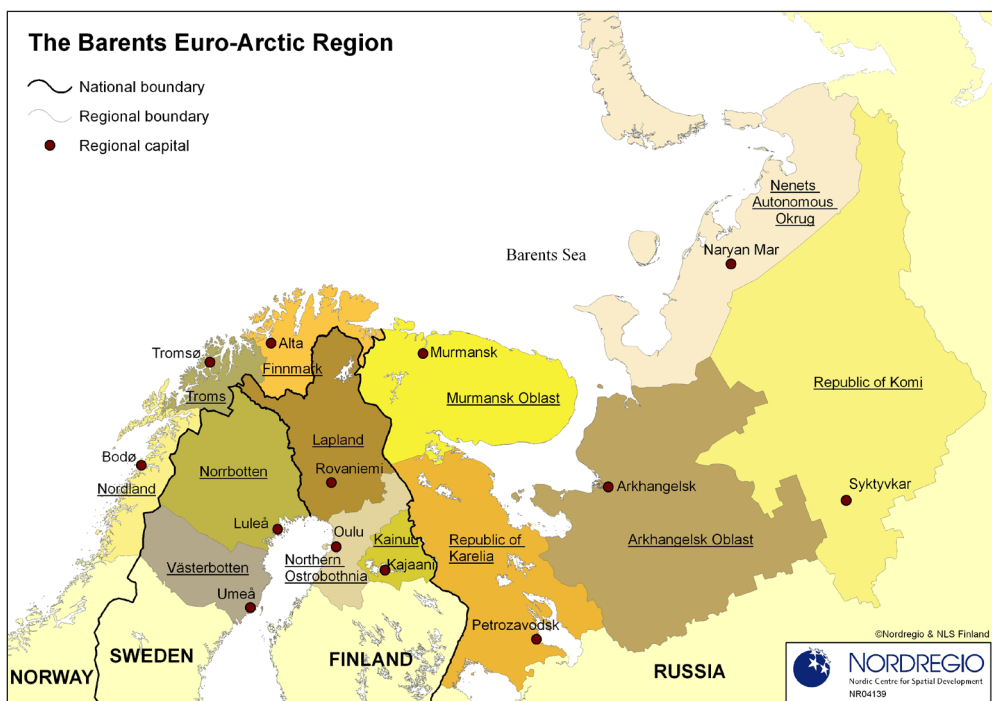 The Barents Euro-Arctic Region
National boundary
Regional boundary
Regional capital
Nenets
Autonomous
Okrug
Naryan Mar
Barents Sea
Alta
Tromsø
Finnmark
Murmansk
Troms
Murmansk Oblast
Republic of Komi
Lapland
Bodø
Rovaniemi
Norrbotten
Nordland
Arkhangelsk
Syktyvkar
Luleå
Oulu
Kainuu
Republic of
Karelia
Arkhangelsk Oblast
Västerbotten
Northern
Ostrobothnia
Kajaani
Umeå
Petrozavodsk
©Nordregio & NLS Finland
NORWAY
SWEDEN
FINLAND
RUSSIA
NORDREGIO
Nordic Centre for Spatial Development
NR04139